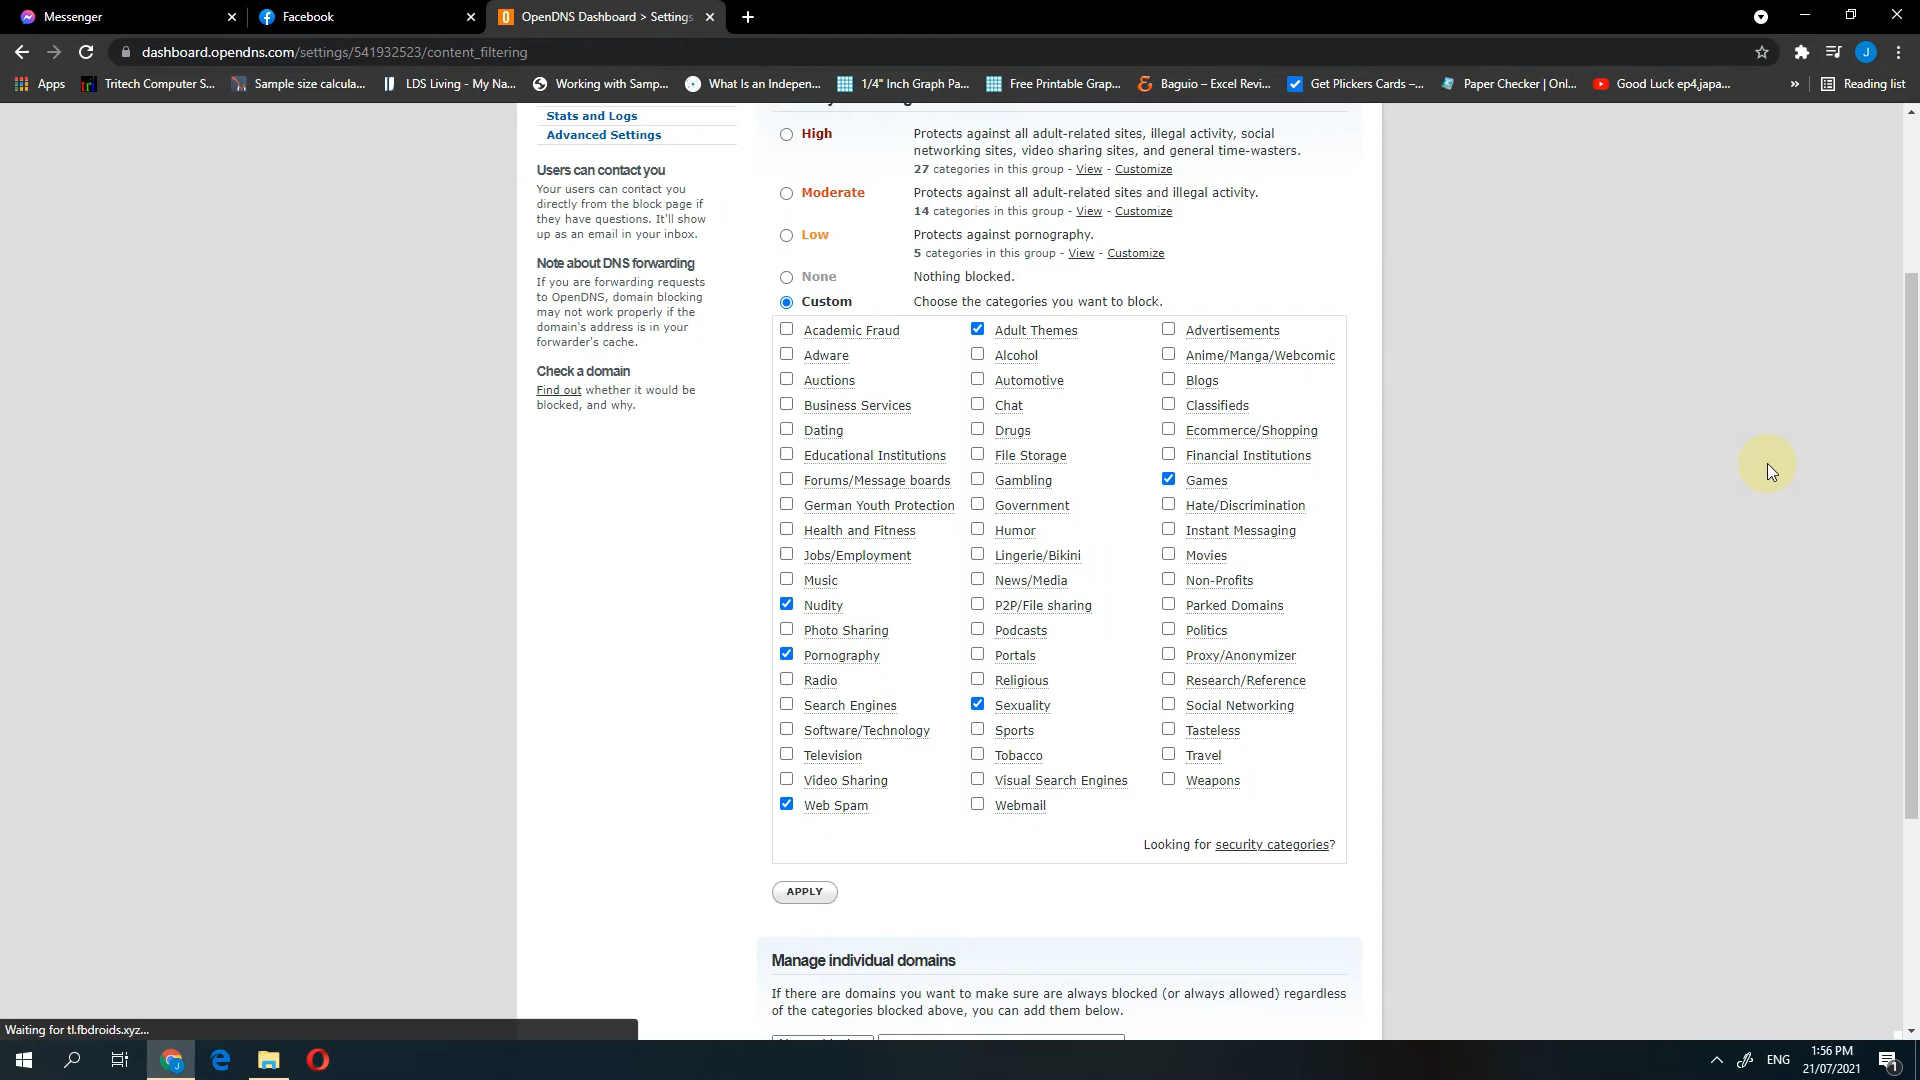 Messenger
Facebook
OpenDNS Dashboard > Settings
dashboard.opendns.com/settings/541932523/content_filtering
J
Apps
Tritech Computer S...
Sample size calcula...
LDS Living - My Na...
Working with Samp...
What Is an Indepen...
1/4" Inch Graph Pa...
Free Printable Grap...
Baguio – Excel Revi...
Get Plickers Cards –...
Paper Checker | Onl...
Good Luck ep4,japa...
»
Reading list
Stats and Logs
Advanced Settings
Users can contact you
Your users can contact you
directly from the block page if
they have questions. It'll show
up as an email in your inbox.
Note about DNS forwarding
If you are forwarding requests
to OpenDNS, domain blocking
may not work properly if the
domain's address is in your
forwarder's cache.
Check a domain
Find out whether it would be
blocked, and why.
High
Protects against all adult-related sites, illegal activity, social
networking sites, video sharing sites, and general time-wasters.
27 categories in this group - View - Customize
Moderate
Protects against all adult-related sites and illegal activity.
14 categories in this group - View - Customize
Low
Protects against pornography.
5 categories in this group - View - Customize
None
Nothing blocked.
Custom
Choose the categories you want to block.
Academic Fraud Adult Themes Advertisements
Adware Alcohol Anime/Manga/Webcomic
Auctions Automotive Blogs
Business Services Chat Classifieds
Dating Drugs Ecommerce/Shopping
Educational Institutions File Storage Financial Institutions
Forums/Message boards Gambling Games
German Youth Protection Government Hate/Discrimination
Health and Fitness Humor Instant Messaging
Jobs/Employment Lingerie/Bikini Movies
Music News/Media Non-Profits
Nudity P2P/File sharing Parked Domains
Photo Sharing Podcasts Politics
Pornography Portals Proxy/Anonymizer
Radio Religious Research/Reference
Search Engines Sexuality Social Networking
Software/Technology Sports Tasteless
Television Tobacco Travel
Video Sharing Visual Search Engines Weapons
Web Spam Webmail
Looking for security categories?
APPLY
Manage individual domains
If there are domains you want to make sure are always blocked (or always allowed) regardless
of the categories blocked above, you can add them below.
Waiting for tl.fbdroids.xyz...
ENG
1:56 PM
21/07/2021
1